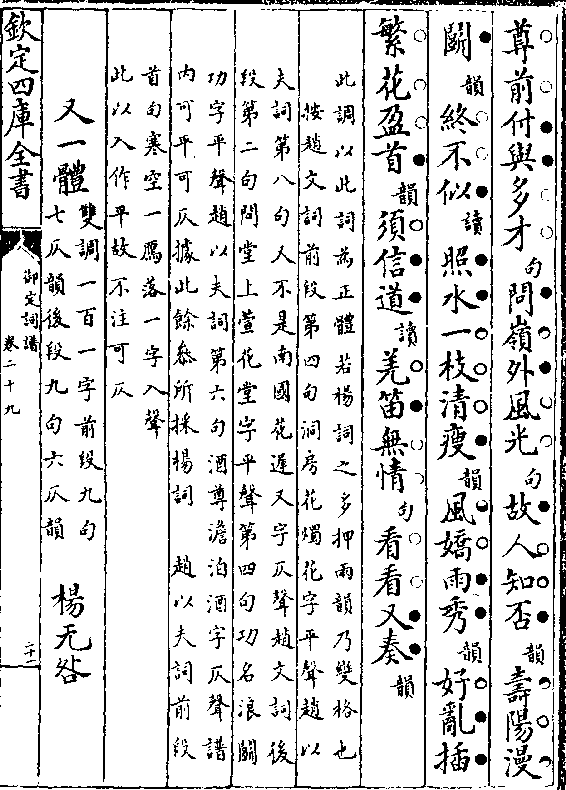 尊前付與多才句問嶺外風光句故人知否韻壽陽漫
鬭韻終不似讀照水一枝清瘦韻風嬌雨秀韻好亂插
繁花盈首韻須信道讀羌笛無情句看看又奏韻
此調以此詞為正體若楊詞之多押兩韻乃變格也
按趙文詞前段第四句洞房花燭花字平聲趙以
夫詞第八句人不是南國花遲又字仄聲趙文詞後
段第二句問堂上萱花堂字平聲第四句功名浪關
功字平聲趙以夫詞第六句酒尊澹泊酒字仄聲譜
內可平可仄據此餘叅所採楊詞 趙以夫詞前段
首句寒空一鴈落一字入聲
此以入作平故不注可仄
又一體雙調一百一字前段九句
七仄韻後段九句六仄韻 楊无咎
欽定四庫全書
御定詞譜
卷二十九
二十二